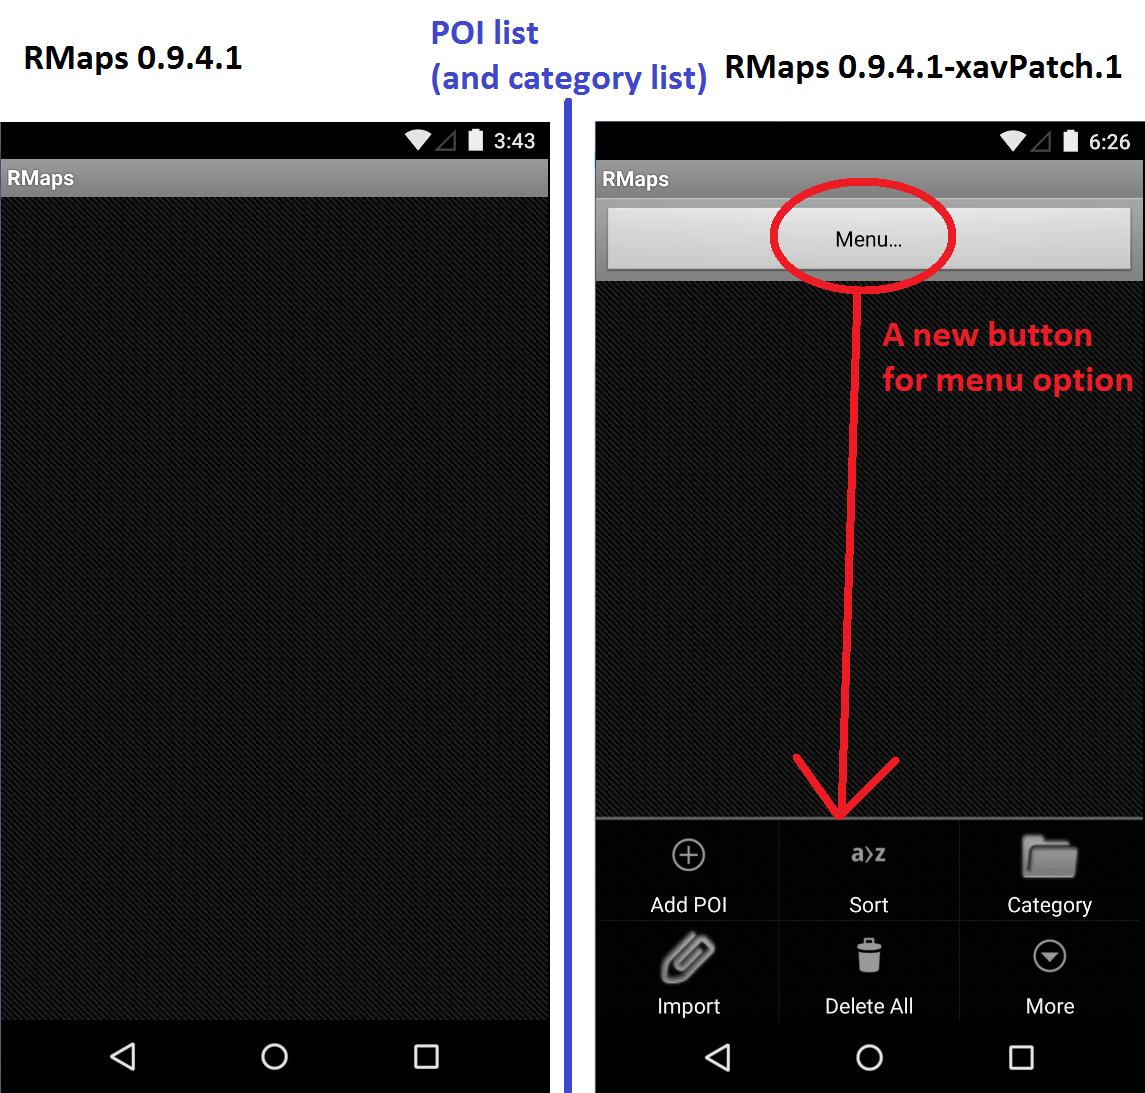 RMaps 0.9.4.1
POI list
(and category list)
RMaps 0.9.4.1-xavPatch.1
3:43
RMaps
6:26
RMaps
Menu...
A new button
for menu option
a>z
Add POI
Sort
Category
Import
Delete All
More